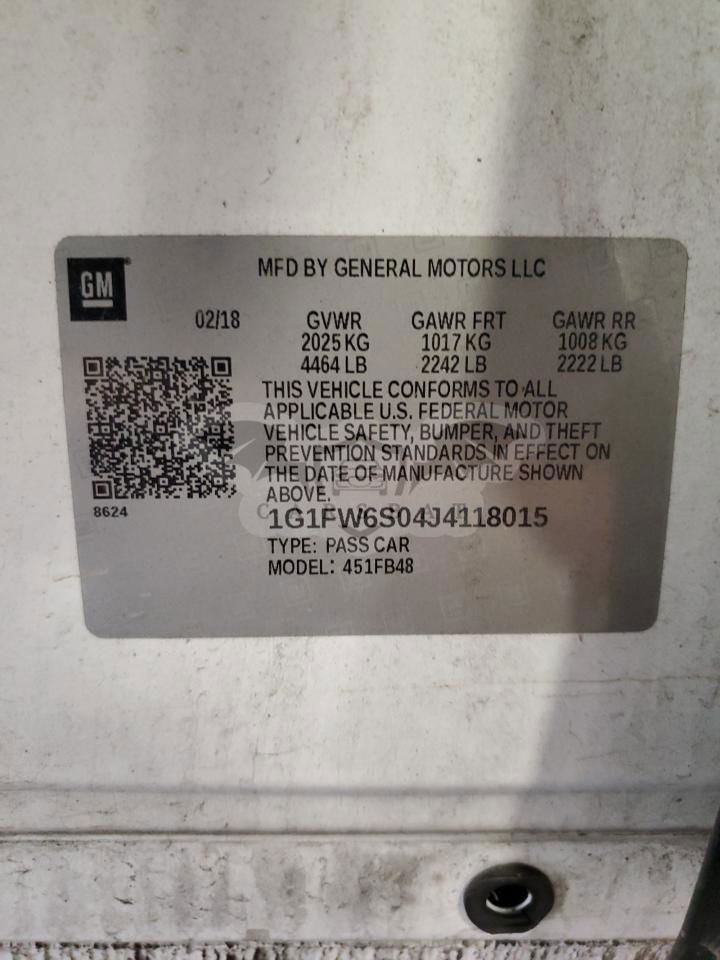 GM
MFD BY GENERAL MOTORS LLC
02/18 GVWR GAWR FRT GAWR RR
2025 KG 1017 KG 1008 KG
4464 LB 2242 LB 2222 LB
THIS VEHICLE CONFORMS TO ALL
APPLICABLE U.S. FEDERAL MOTOR
VEHICLE SAFETY, BUMPER, AND THEFT
PREVENTION STANDARDS IN EFFECT ON
THE DATE OF MANUFACTURE SHOWN
ABOVE.
8624
1G1FW6S04J4118015
TYPE: PASS CAR
MODEL: 451FB48